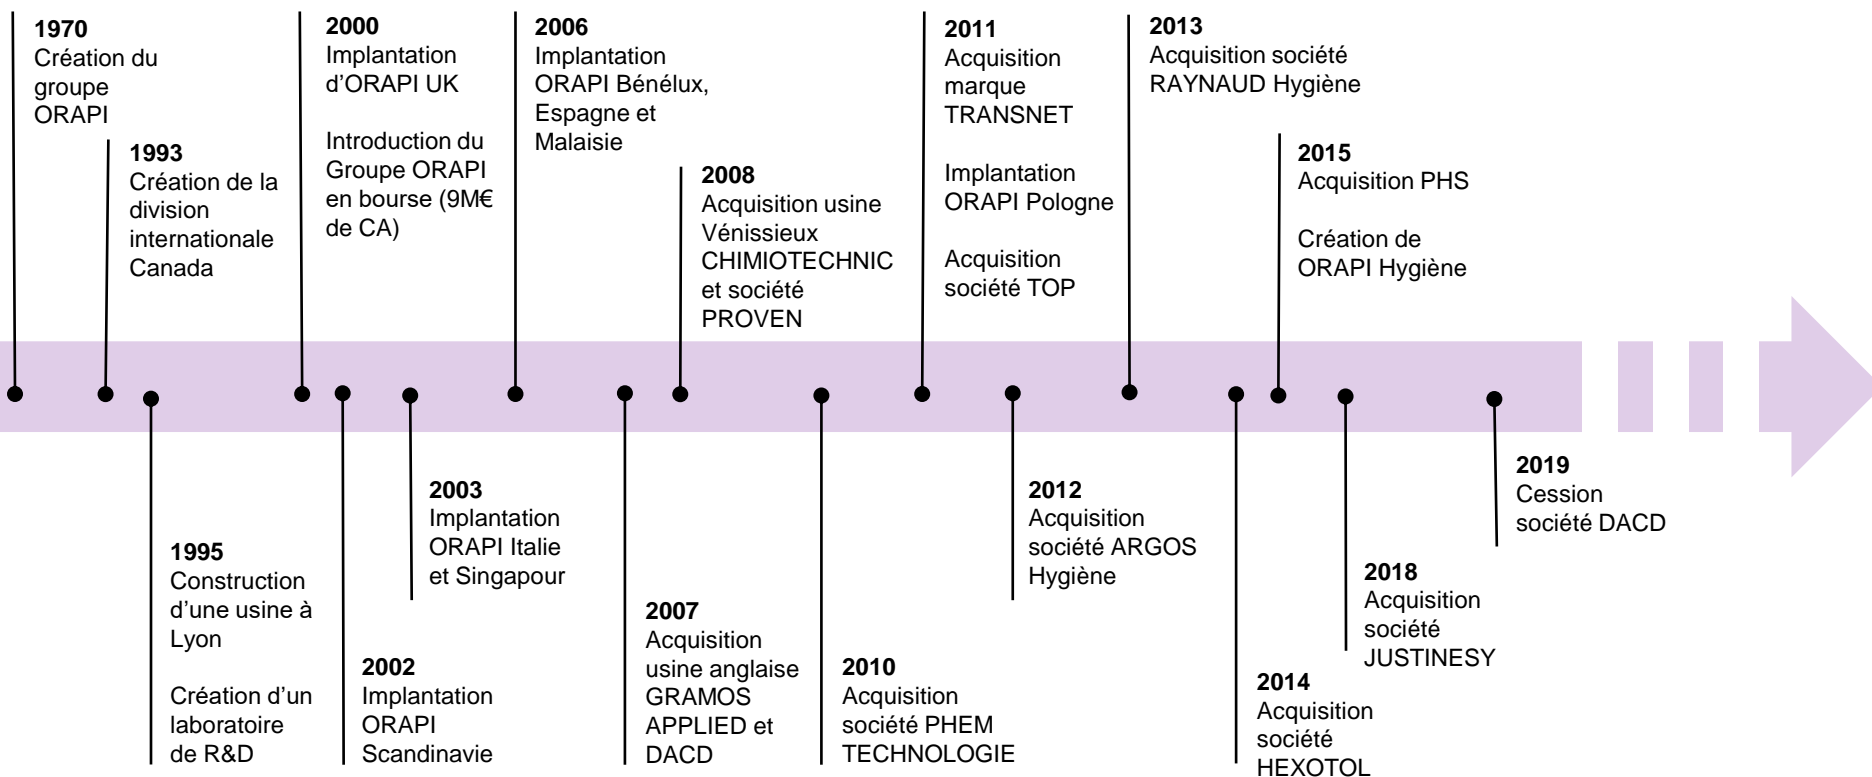 1970
Création du
groupe
ORAPI
1993
Création de la
division
internationale
Canada
1995
Construction
d’une usine à
Lyon
Création d’un
laboratoire
de R&D
2000
Implantation
d’ORAPI UK
Introduction du
Groupe ORAPI
en bourse (9M€
de CA)
2002
Implantation
ORAPI
Scandinavie
2003
Implantation
ORAPI Italie
et Singapour
2006
Implantation
ORAPI Bénélux,
Espagne et
Malaisie
2007
Acquisition
usine anglaise
GRAMOS
APPLIED et
DACD
2008
Acquisition usine
Vénissieux
CHIMIOTECHNIC
et société
PROVEN
2010
Acquisition
société PHEM
TECHNOLOGIE
2011
Acquisition
marque
TRANSNET
Implantation
ORAPI Pologne
Acquisition
société TOP
2012
Acquisition
société ARGOS
Hygiène
2013
Acquisition société
RAYNAUD Hygiène
2014
Acquisition
société
HEXOTOL
2015
Acquisition PHS
Création de
ORAPI Hygiène
2018
Acquisition
société
JUSTINESY
2019
Cession
société DACD